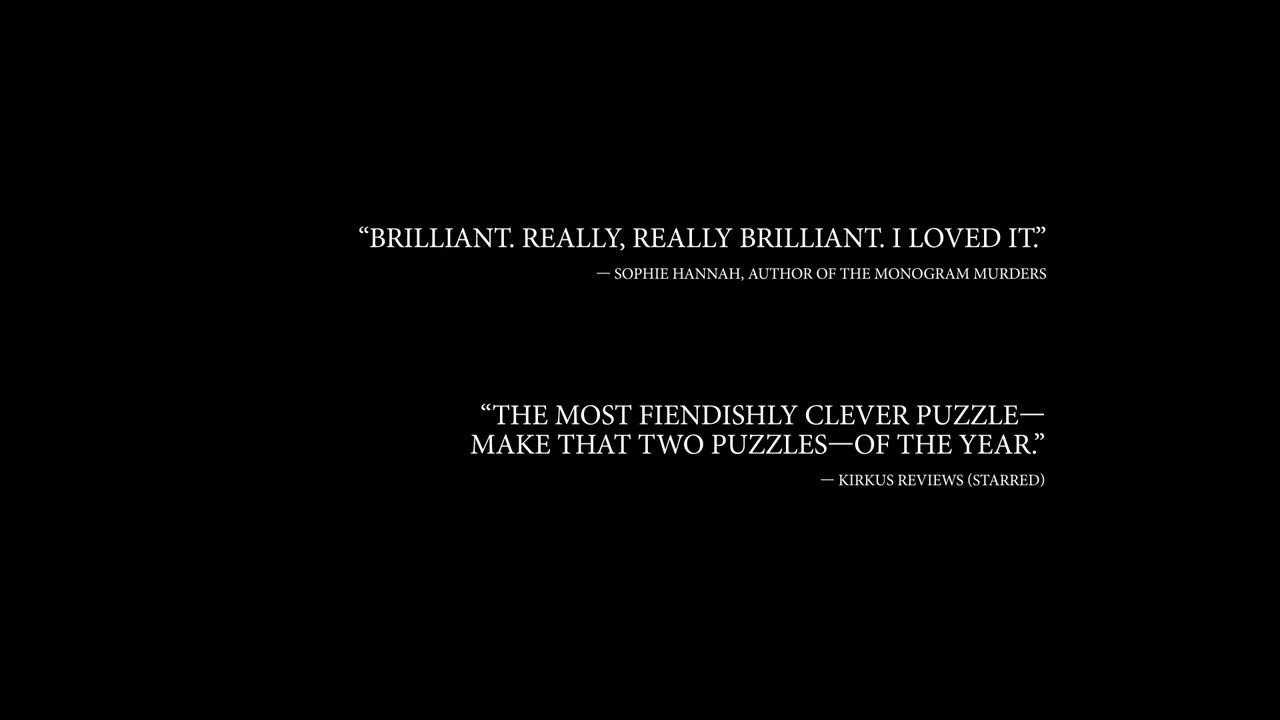 “BRILLIANT. REALLY, REALLY BRILLIANT. I LOVED IT.”
— SOPHIE HANNAH, AUTHOR OF THE MONOGRAM MURDERS
“THE MOST FIENDISHLY CLEVER PUZZLE—
MAKE THAT TWO PUZZLES—OF THE YEAR.”
— KIRKUS REVIEWS (STARRED)